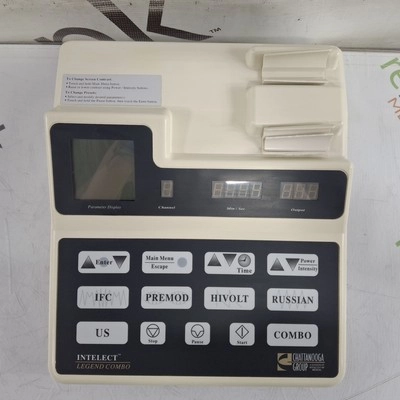 To Change Screen Contrast:
To Change Presets:
Parameter Display
Channel
Min / Sec
Output
Enter
Main Menu
Escape
Time
Power
Intensity
IFC
PREMOD
HIVOLT
RUSSIAN
US
Stop
Pause
Start
COMBO
INTELECT™
LEGEND COMBO
CHATTANOOGA
GROUP